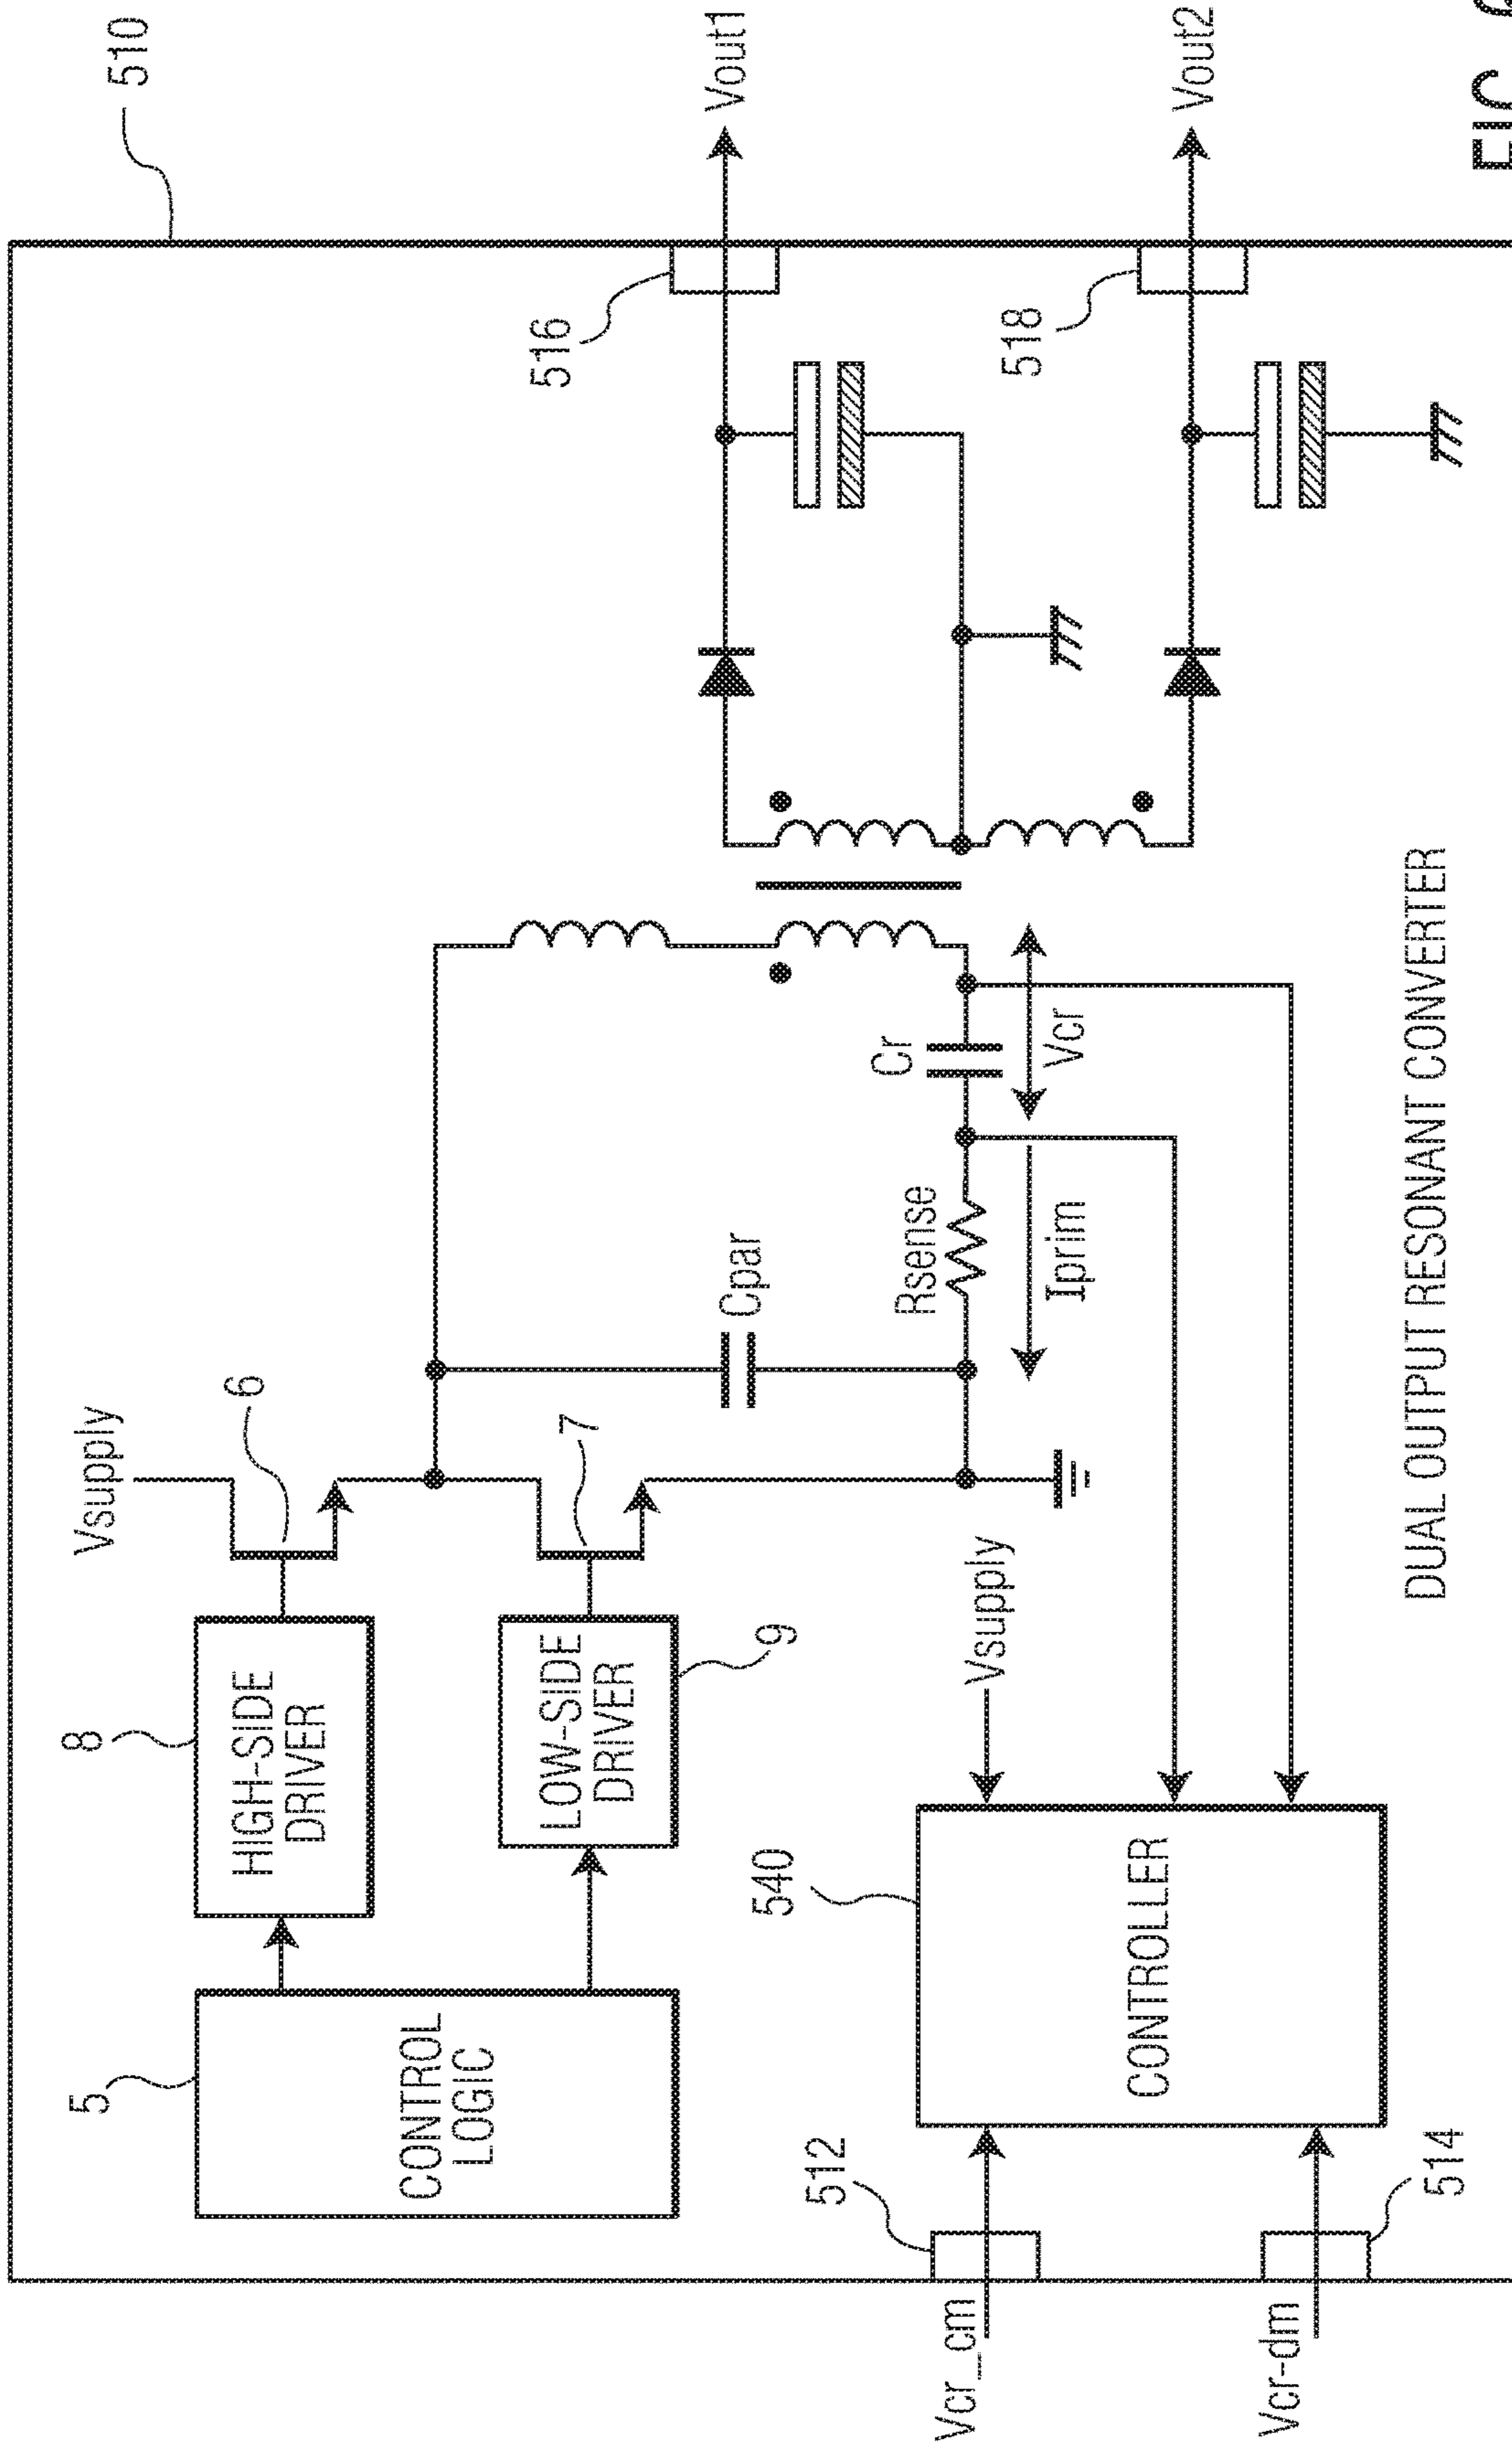 510
Vsupply
6
8
HIGH-SIDE
DRIVER
5
CONTROL
LOGIC
7
LOW-SIDE
DRIVER
9
Cpar
516
Vout1
Rsense
Cr
Iprim
Vcr
518
Vout2
540
Vsupply
CONTROLLER
512
Vcr_cm
514
Vcr-dm
DUAL OUTPUT RESONANT CONVERTER
FIG.